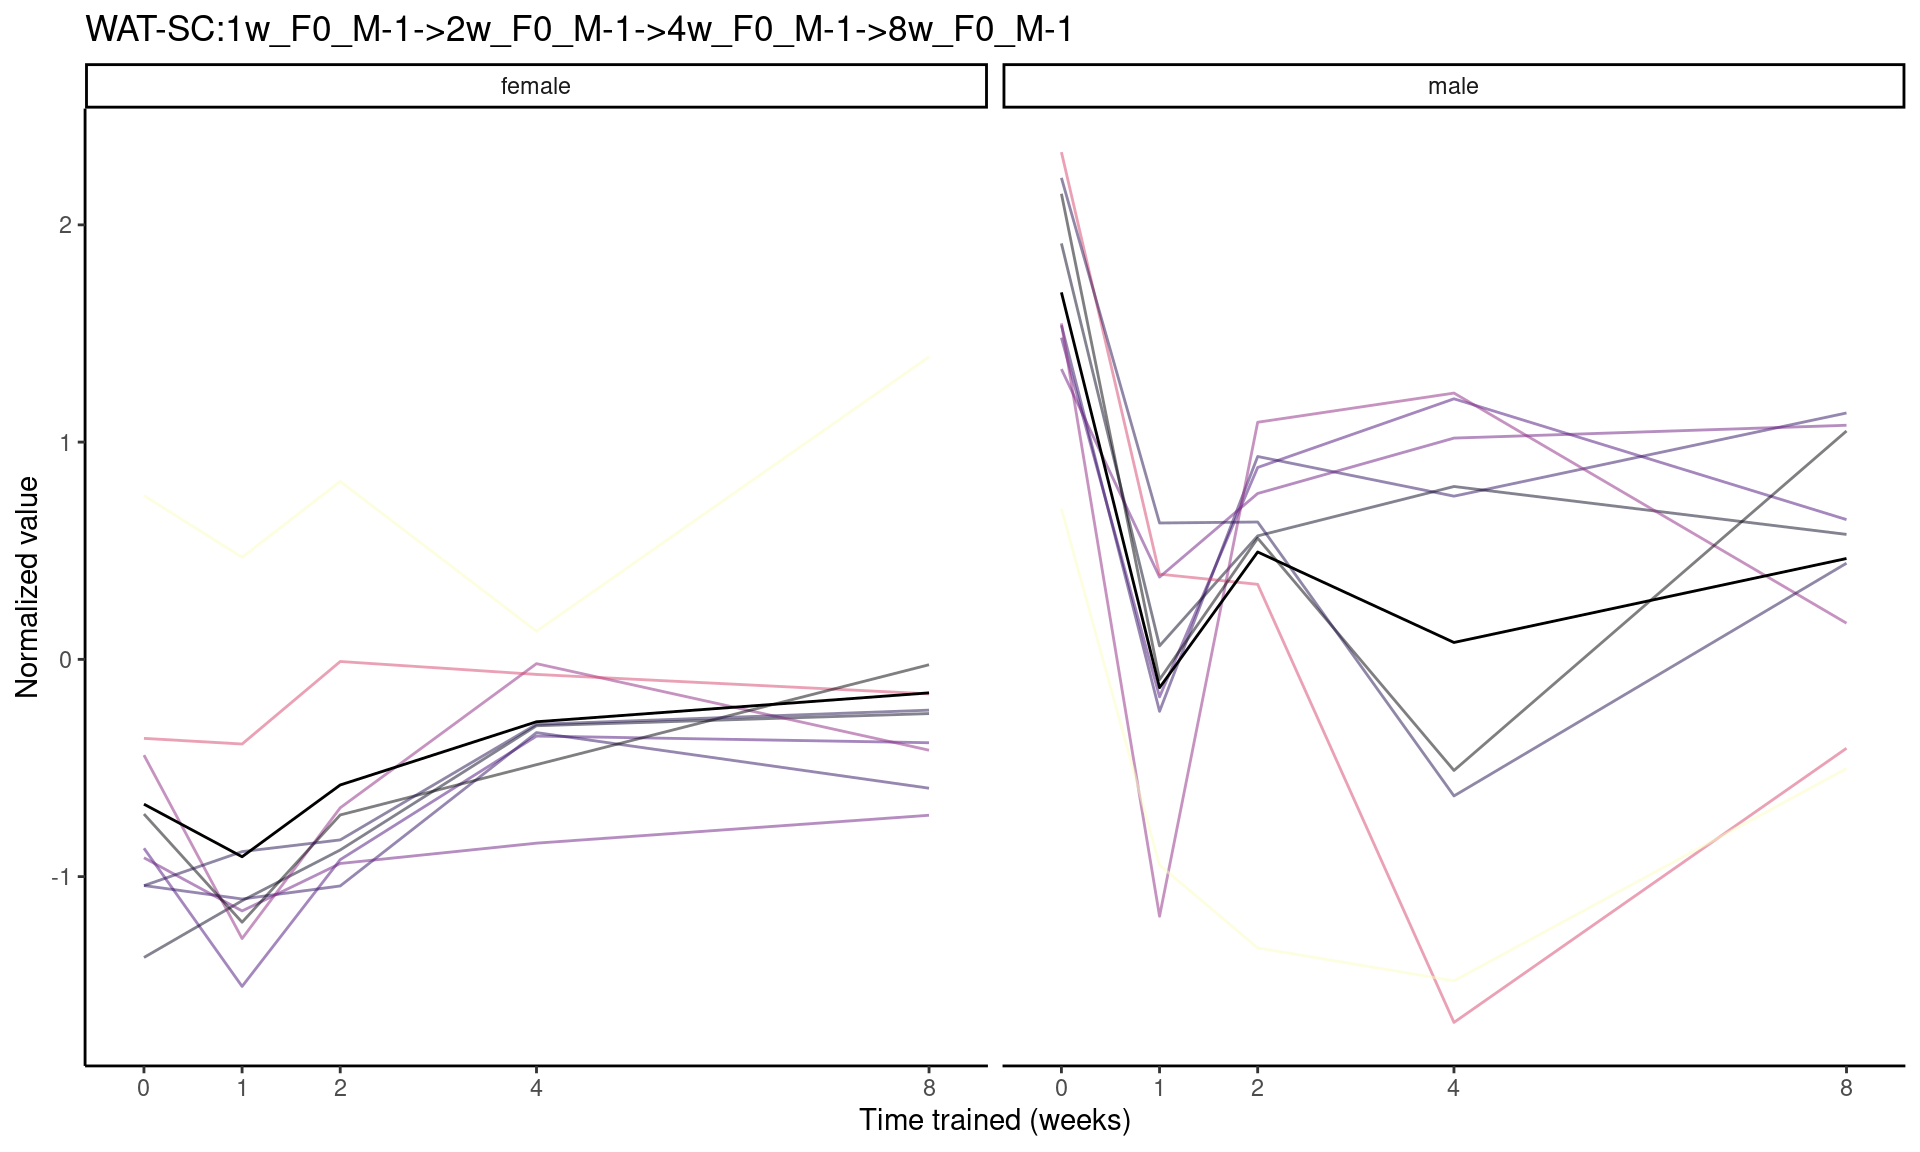 WAT-SC:1w_F0_M-1->2w_F0_M-1->4w_F0_M-1->8w_F0_M-1
female
male
Normalized value
2
1
0
-1
0 1 2 4 8
0 1 2 4 8
Time trained (weeks)